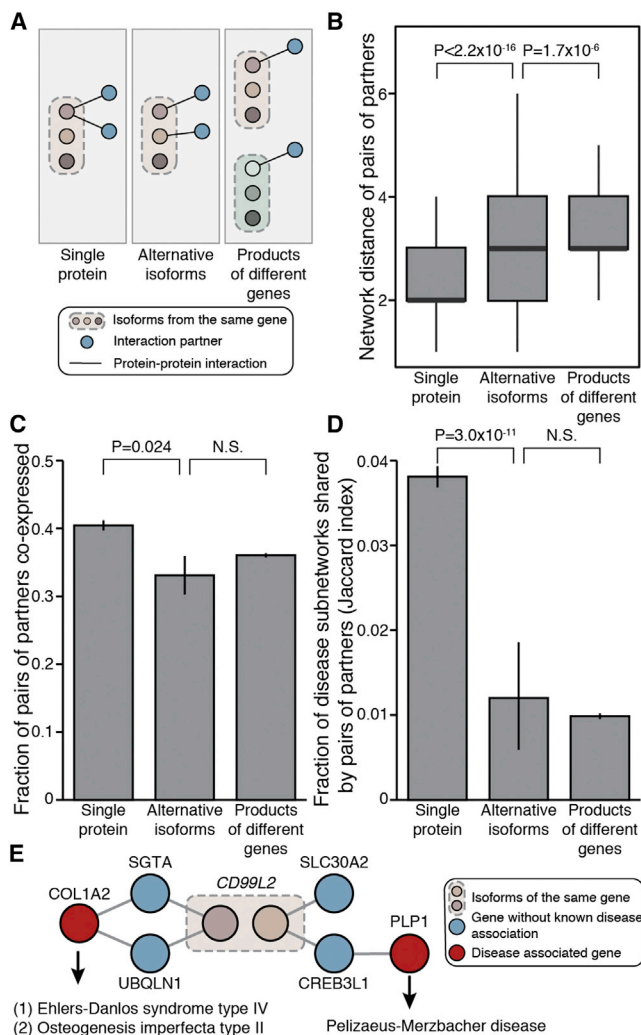 A
Single
protein
Alternative
isoforms
Products
of different
genes
Isoforms from the same gene
Interaction partner
Protein-protein interaction
B
P<2.2x10⁻¹⁶
P=1.7x10⁻⁶
Network distance of pairs of partners
6
4
2
Single
protein
Alternative
isoforms
Products
of different
genes
C
P=0.024
N.S.
Fraction of pairs of partners co-expressed
0.5
0.4
0.3
0.2
0.1
0
Single
protein
Alternative
isoforms
Products
of different
genes
D
P=3.0x10⁻¹¹
N.S.
Fraction of disease subnetworks shared
by pairs of partners (Jaccard index)
0.04
0.03
0.02
0.01
0
Single
protein
Alternative
isoforms
Products
of different
genes
E
COL1A2
SGTA
UBQLN1
CD99L2
SLC30A2
CREB3L1
PLP1
(1) Ehlers-Danlos syndrome type IV
(2) Osteogenesis imperfecta type II
Pelizaeus-Merzbacher disease
Isoforms of the same gene
Gene without known disease
association
Disease associated gene